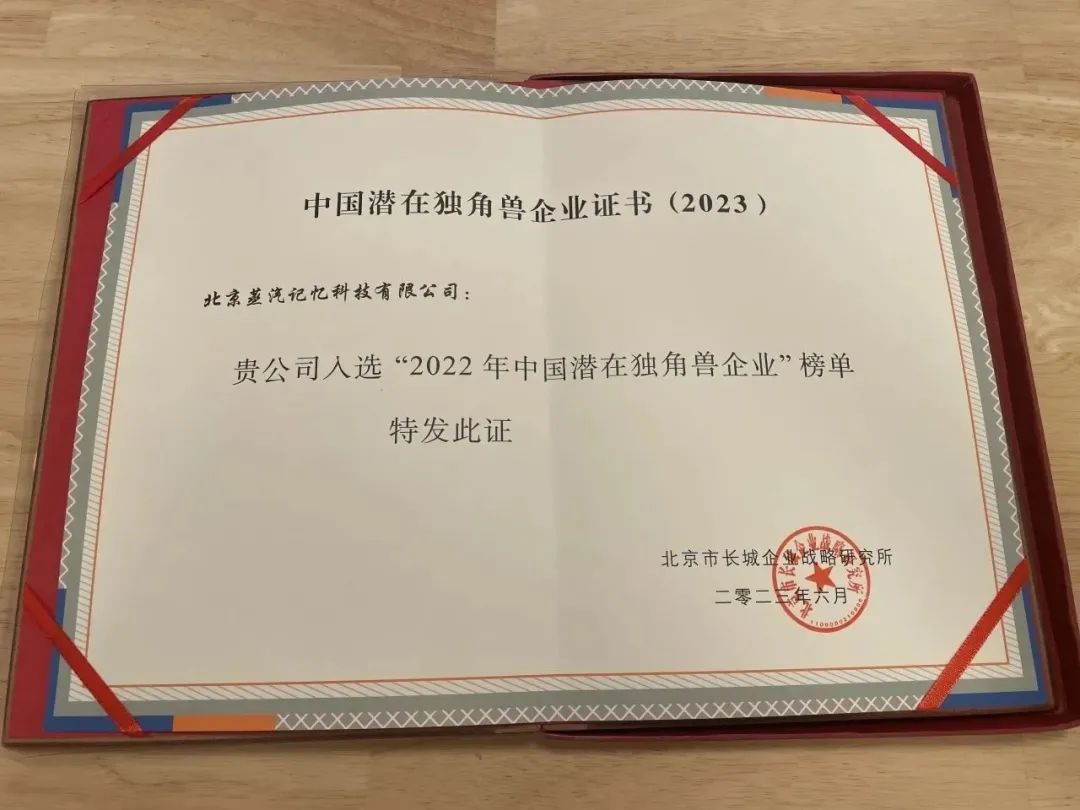 中国潜在独角兽企业证书（2023）
北京蒸汽记忆科技有限公司：
贵公司入选“2022年中国潜在独角兽企业”榜单
特发此证
北京市长城企业战略研究所
二零二三年六月